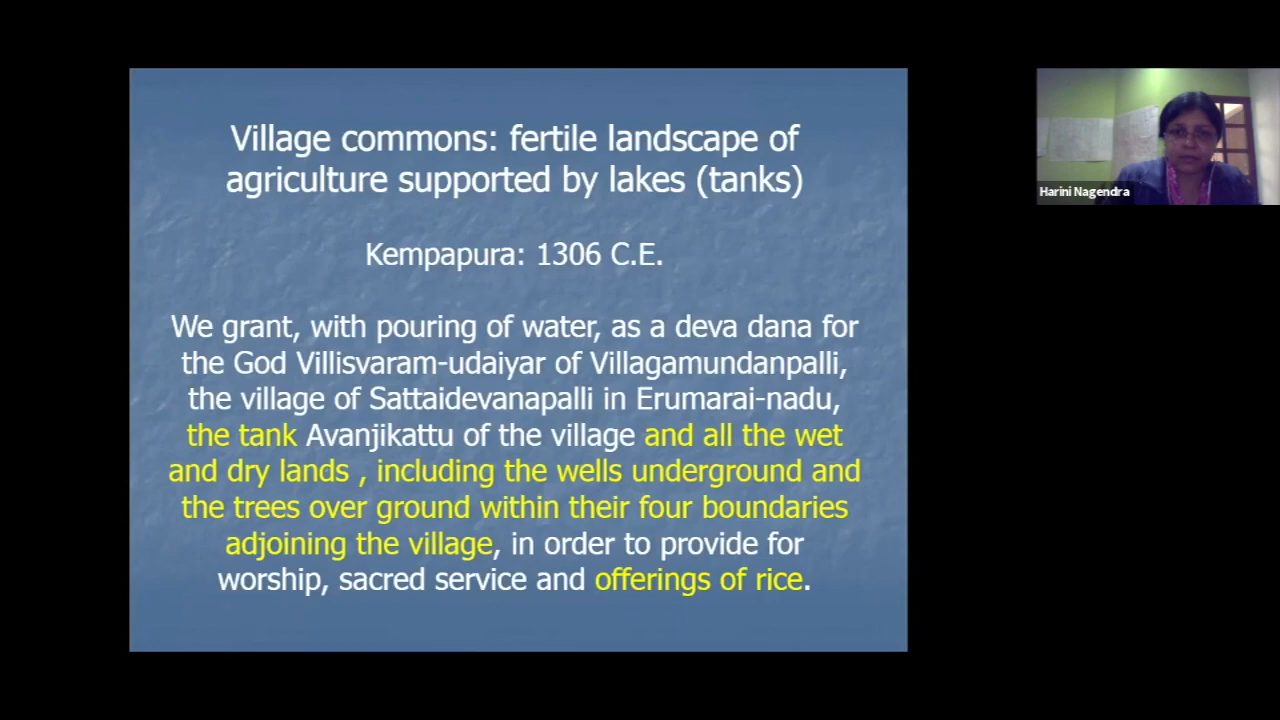 Village commons: fertile landscape of
agriculture supported by lakes (tanks)
Kempapura: 1306 C.E.
We grant, with pouring of water, as a deva dana for
the God Villisvaram-udaiyar of Villagamundanpalli,
the village of Sattaidevanapalli in Erumarai-nadu,
the tank Avanjikattu of the village and all the wet
and dry lands , including the wells underground and
the trees over ground within their four boundaries
adjoining the village, in order to provide for
worship, sacred service and offerings of rice.
Harini Nagendra